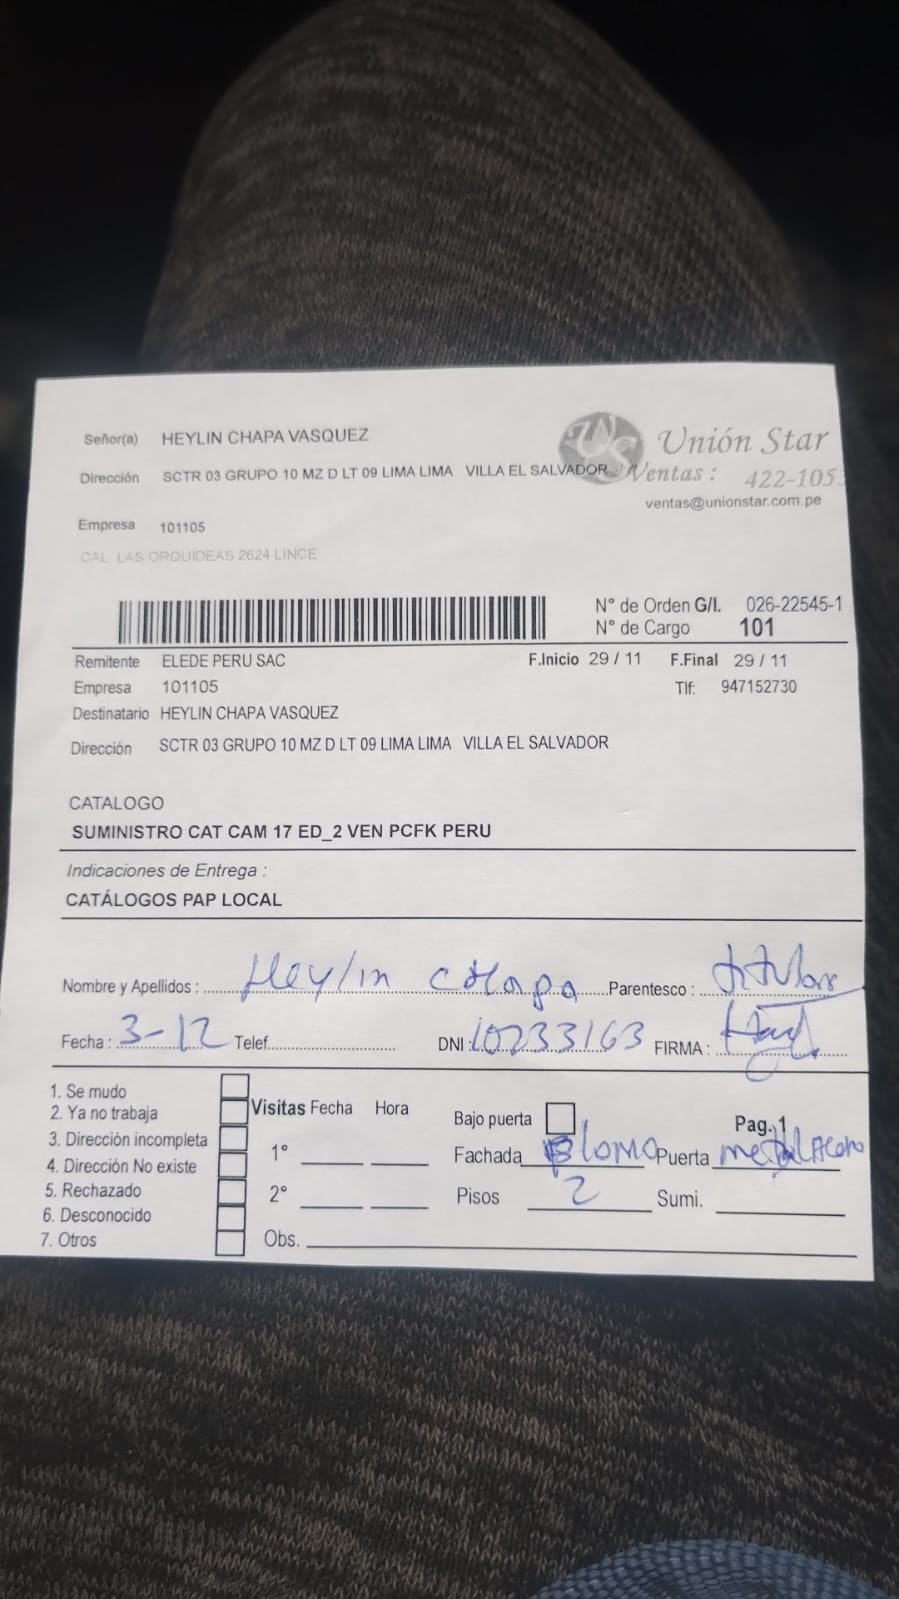 Señor(a) HEYLIN CHAPA VASQUEZ
Unión Star
Dirección SCTR 03 GRUPO 10 MZ D LT 09 LIMA LIMA VILLA EL SALVADOR
Ventas : 422-105
ventas@unionstar.com.pe
Empresa 101105
CAL LAS ORQUIDEAS 2624 LINCE
N° de Orden G/I. 026-22545-1
N° de Cargo 101
Remitente ELEDE PERU SAC F.Inicio 29 / 11 F.Final 29 / 11
Empresa 101105 Tlf: 947152730
Destinatario HEYLIN CHAPA VASQUEZ
Dirección SCTR 03 GRUPO 10 MZ D LT 09 LIMA LIMA VILLA EL SALVADOR
CATALOGO
SUMINISTRO CAT CAM 17 ED_2 VEN PCFK PERU
Indicaciones de Entrega :
CATÁLOGOS PAP LOCAL
Nombre y Apellidos : Heylin CHapa Parentesco : titular
Fecha : 3-12 Telef. DNI: 10233163 FIRMA :
1. Se mudo
2. Ya no trabaja
3. Dirección incompleta
4. Dirección No existe
5. Rechazado
6. Desconocido
7. Otros
Visitas Fecha Hora
1°
2°
Obs.
Bajo puerta Pag. 1
Fachada Puerta metal
Pisos 2 Sumi.